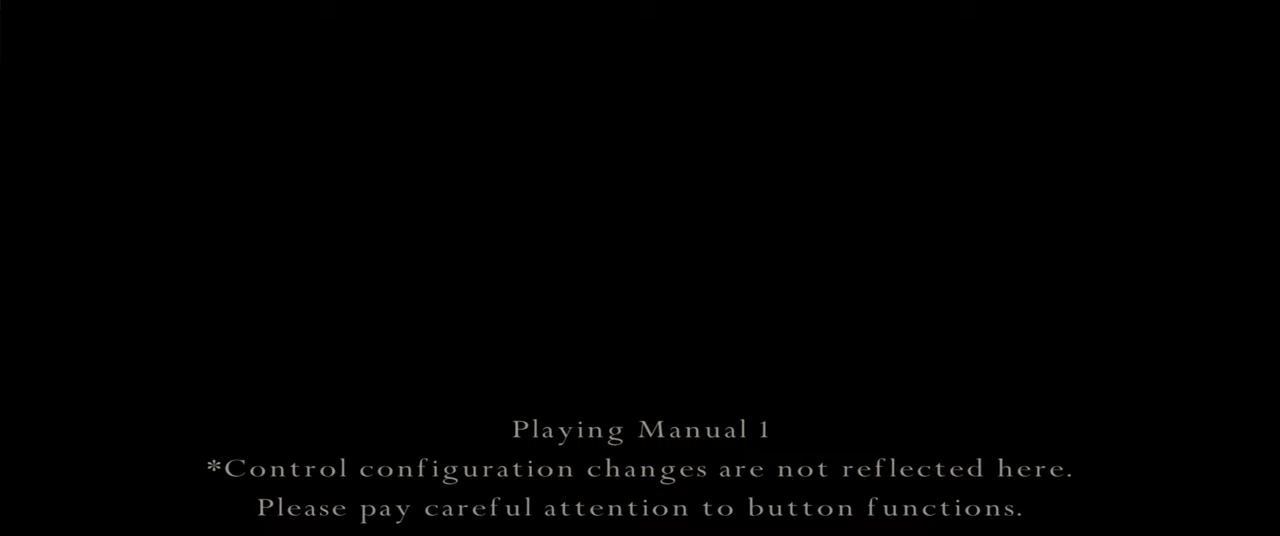 Playing Manual 1
*Control configuration changes are not reflected here.
Please pay careful attention to button functions.